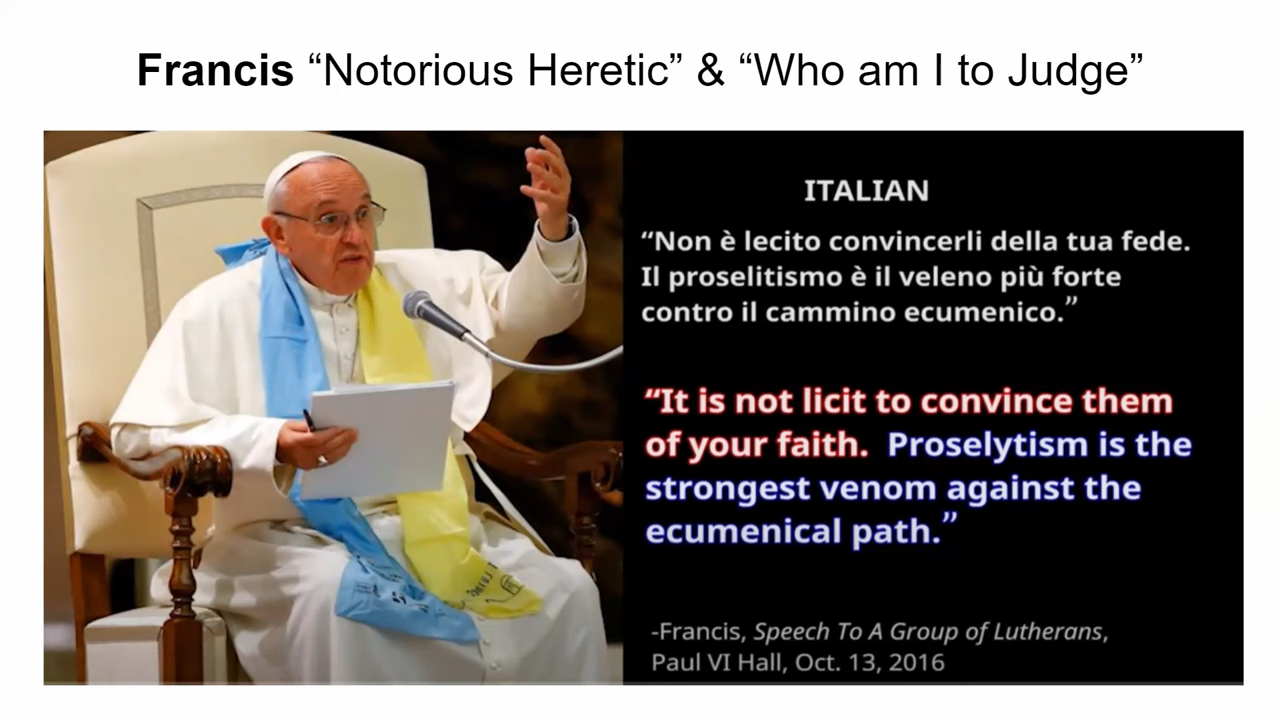 Francis “Notorious Heretic” & “Who am I to Judge”
ITALIAN
“Non è lecito convincerli della tua fede.
Il proselitismo è il veleno più forte
contro il cammino ecumenico.”
“It is not licit to convince them
of your faith. Proselytism is the
strongest venom against the
ecumenical path.”
-Francis, Speech To A Group of Lutherans,
Paul VI Hall, Oct. 13, 2016